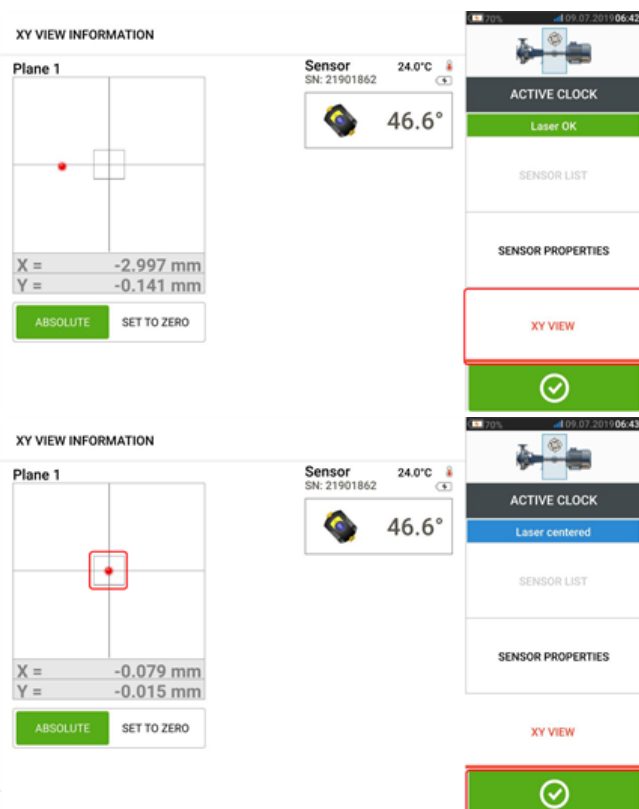 70% 09.07.2019 06:42
XY VIEW INFORMATION
Plane 1
Sensor 24.0°C
SN: 21901862
46.6°
X = -2.997 mm
Y = -0.141 mm
ABSOLUTE SET TO ZERO
ACTIVE CLOCK
Laser OK
SENSOR LIST
SENSOR PROPERTIES
XY VIEW
70% 09.07.2019 06:43
XY VIEW INFORMATION
Plane 1
Sensor 24.0°C
SN: 21901862
46.6°
X = -0.079 mm
Y = -0.015 mm
ABSOLUTE SET TO ZERO
ACTIVE CLOCK
Laser centered
SENSOR LIST
SENSOR PROPERTIES
XY VIEW